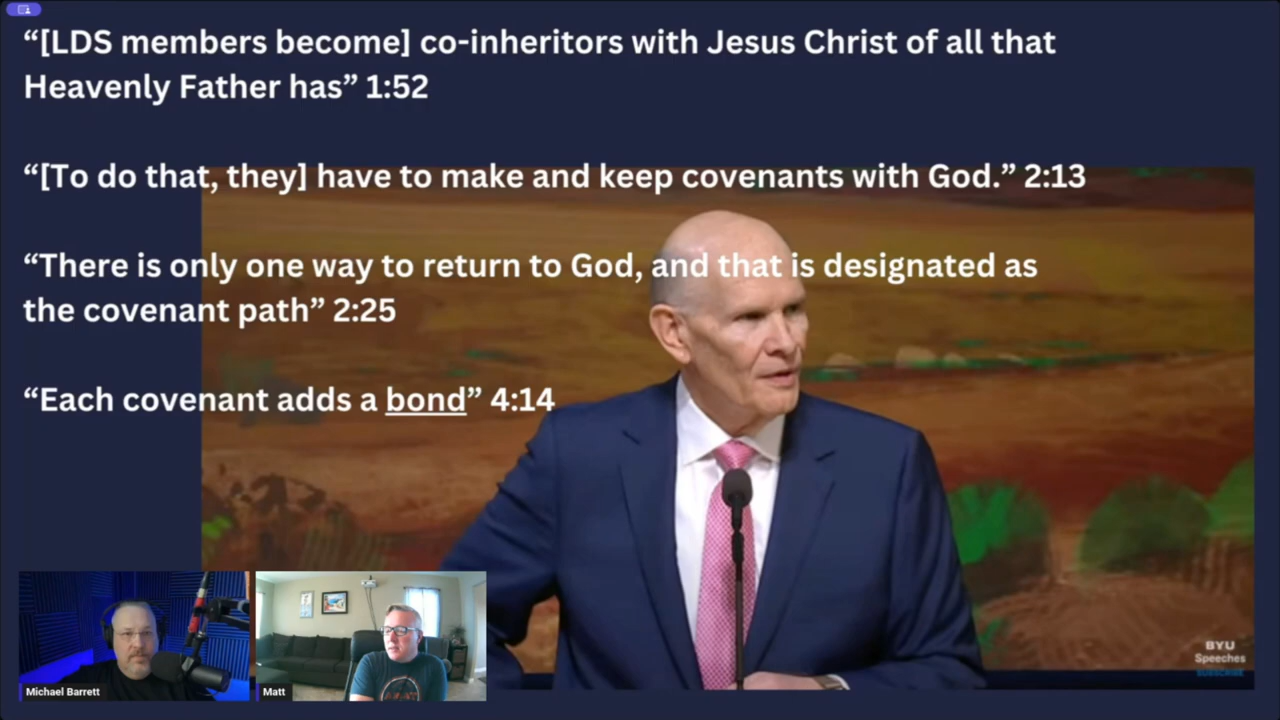 “[LDS members become] co-inheritors with Jesus Christ of all that
Heavenly Father has” 1:52
“[To do that, they] have to make and keep covenants with God.” 2:13
“There is only one way to return to God, and that is designated as
the covenant path” 2:25
“Each covenant adds a bond” 4:14
BYU
Speeches
SUBSCRIBE
Michael Barrett
Matt